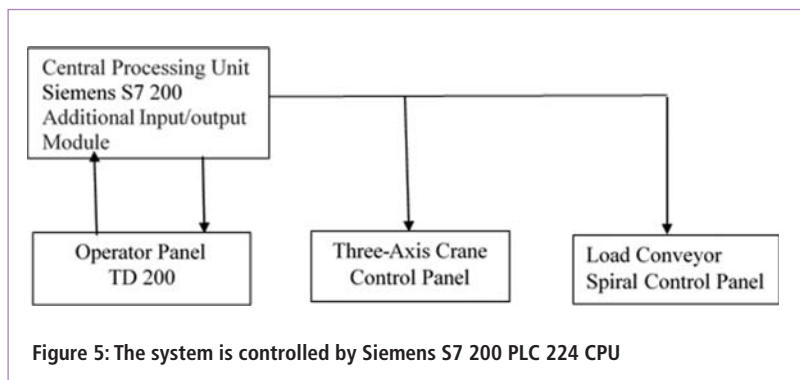 Central Processing Unit
Siemens S7 200
Additional Input/output
Module
Operator Panel
TD 200
Three-Axis Crane
Control Panel
Load Conveyor
Spiral Control Panel
Figure 5: The system is controlled by Siemens S7 200 PLC 224 CPU